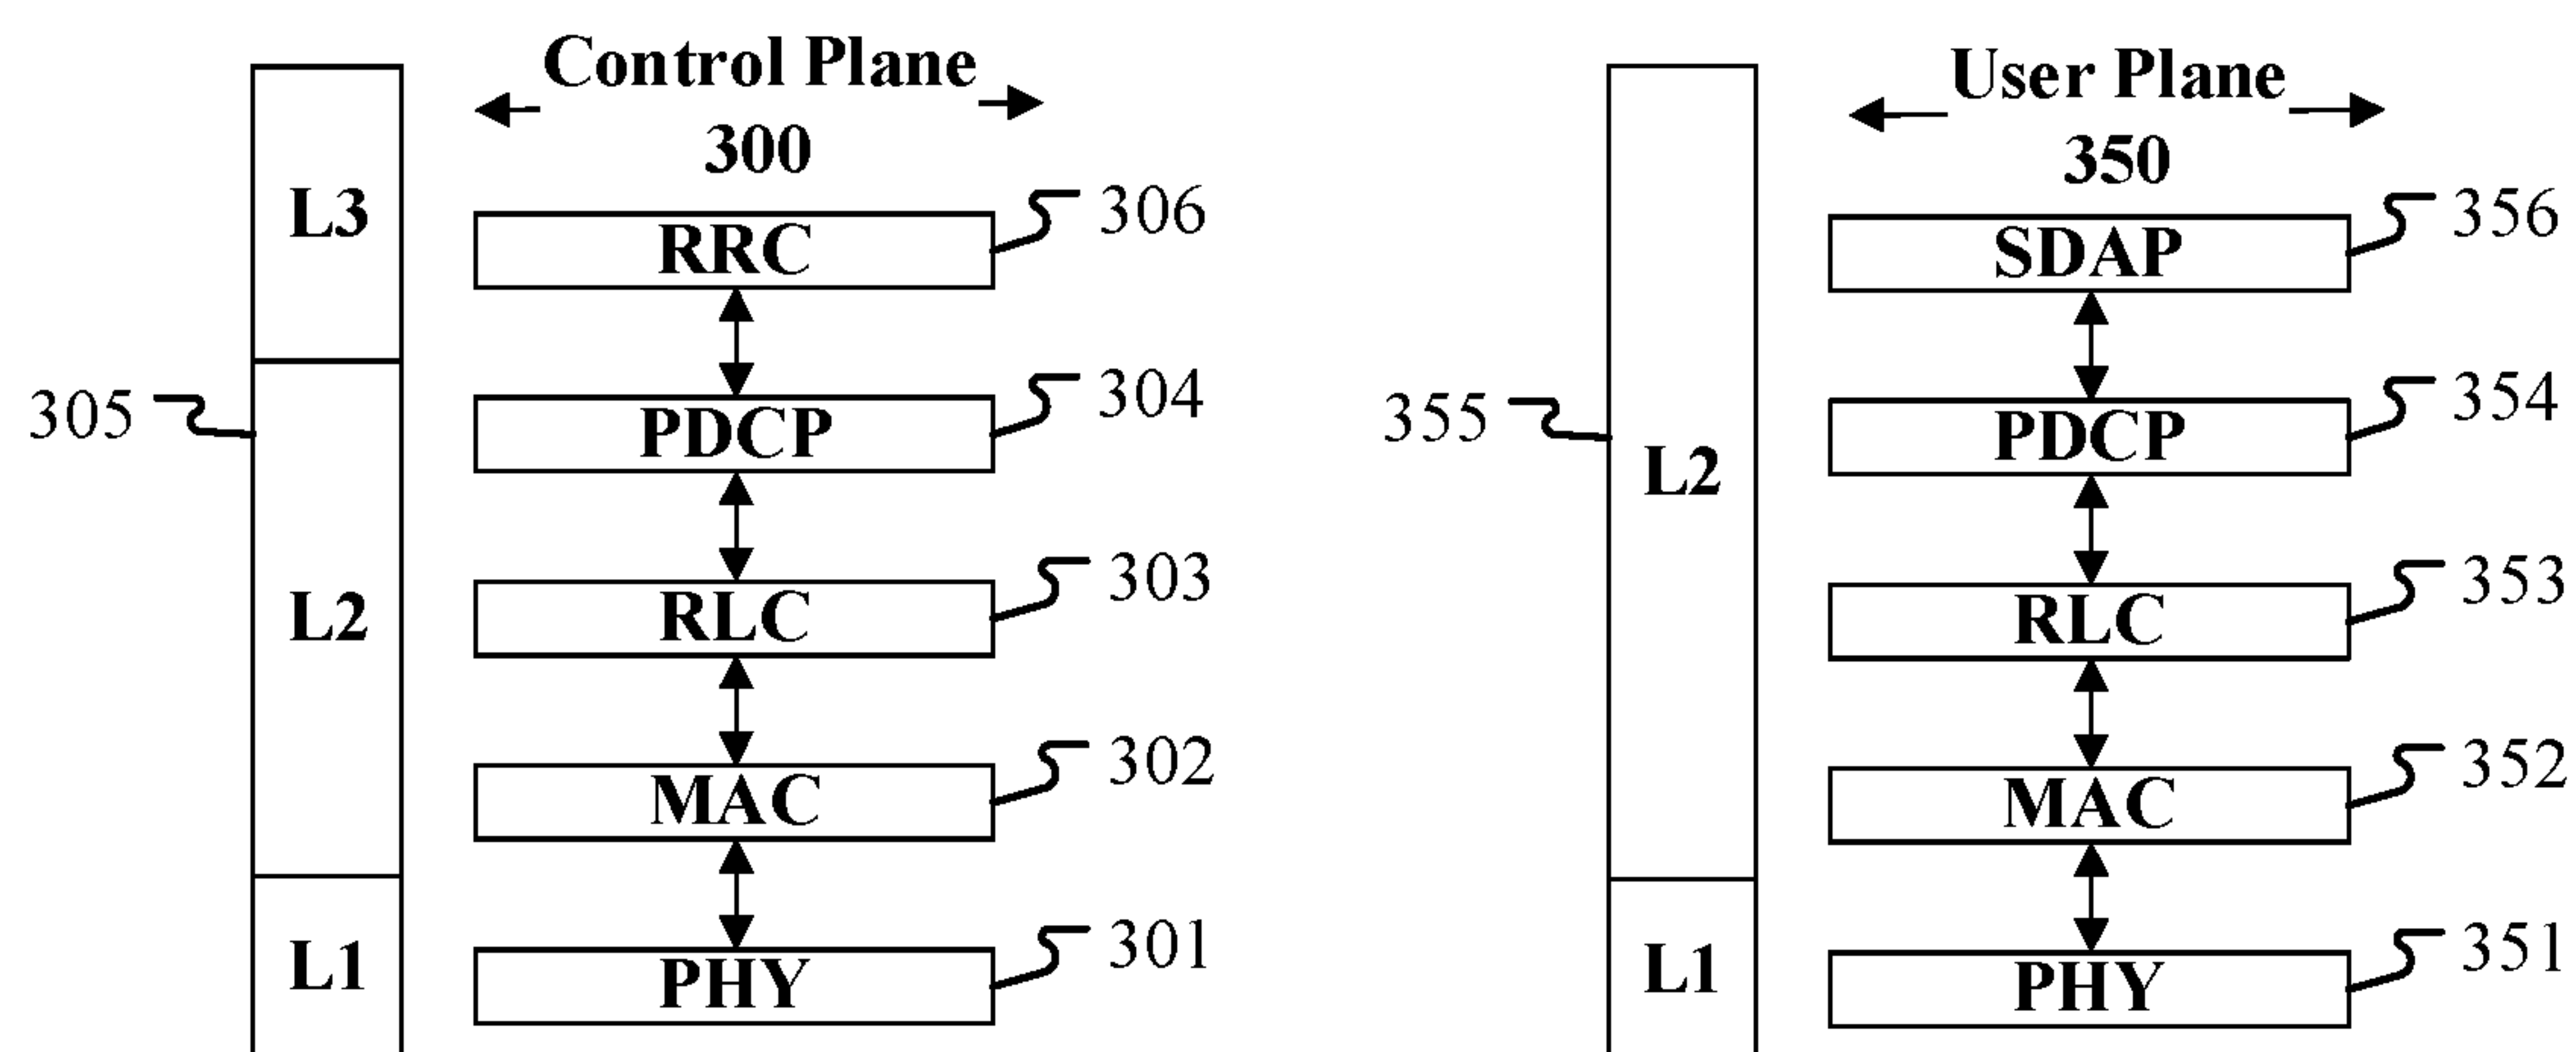 Control Plane
300
L3
RRC
306
305
PDCP
304
L2
RLC
303
MAC
302
L1
PHY
301
User Plane
350
SDAP
356
355
L2
PDCP
354
RLC
353
MAC
352
L1
PHY
351